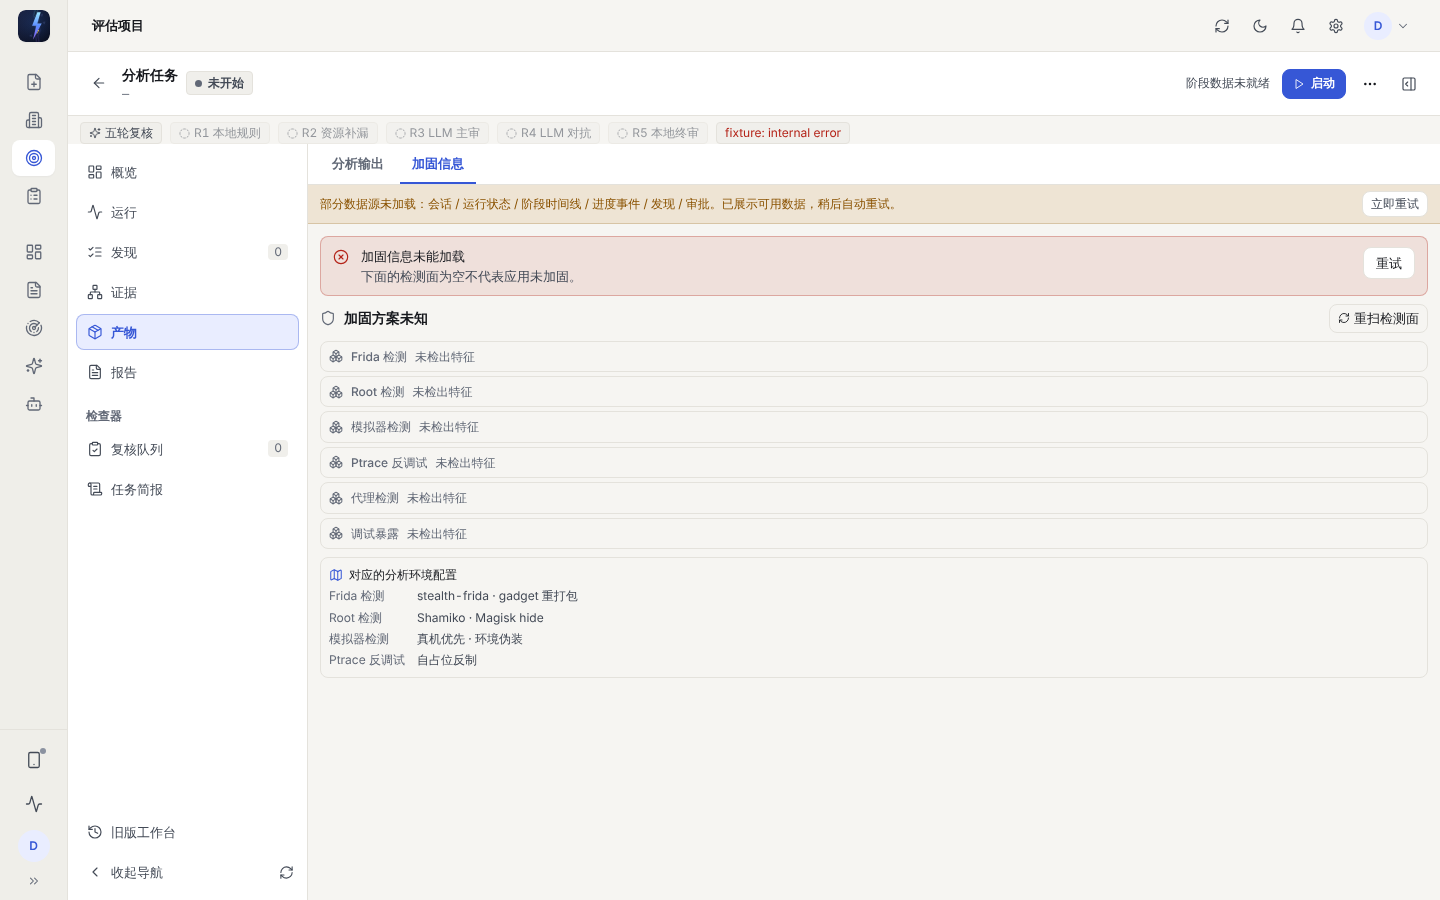 评估项目
D
分析任务
未开始
—
阶段数据未就绪
启动
五轮复核
R1 本地规则
R2 资源补漏
R3 LLM 主审
R4 LLM 对抗
R5 本地终审
fixture: internal error
概览
运行
发现 0
证据
产物
报告
检查器
复核队列 0
任务简报
旧版工作台
收起导航
D
分析输出
加固信息
部分数据源未加载：会话 / 运行状态 / 阶段时间线 / 进度事件 / 发现 / 审批。已展示可用数据，稍后自动重试。
立即重试
加固信息未能加载
下面的检测面为空不代表应用未加固。
重试
加固方案未知
重扫检测面
Frida 检测 未检出特征
Root 检测 未检出特征
模拟器检测 未检出特征
Ptrace 反调试 未检出特征
代理检测 未检出特征
调试暴露 未检出特征
对应的分析环境配置
Frida 检测 stealth-frida · gadget 重打包
Root 检测 Shamiko · Magisk hide
模拟器检测 真机优先 · 环境伪装
Ptrace 反调试 自占位反制